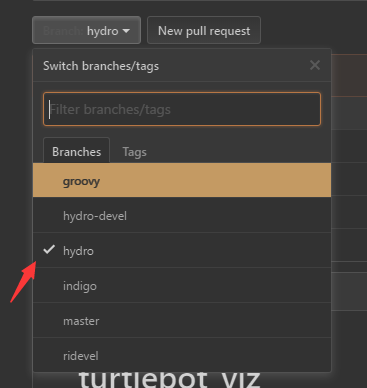 Branch: hydro
New pull request
Switch branches/tags
Filter branches/tags
Branches
Tags
groovy
hydro-devel
hydro
indigo
master
ridevel
turtlebot_viz